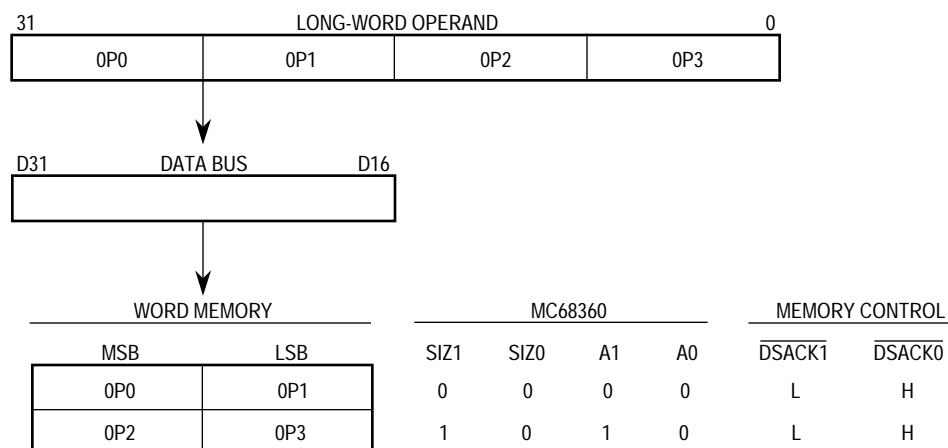 31 LONG-WORD OPERAND 0
0P0 0P1 0P2 0P3
D31 DATA BUS D16
WORD MEMORY MC68360 MEMORY CONTROL
MSB LSB SIZ1 SIZ0 A1 A0 DSACK1 DSACK0
0P0 0P1 0 0 0 0 L H
0P2 0P3 1 0 1 0 L H